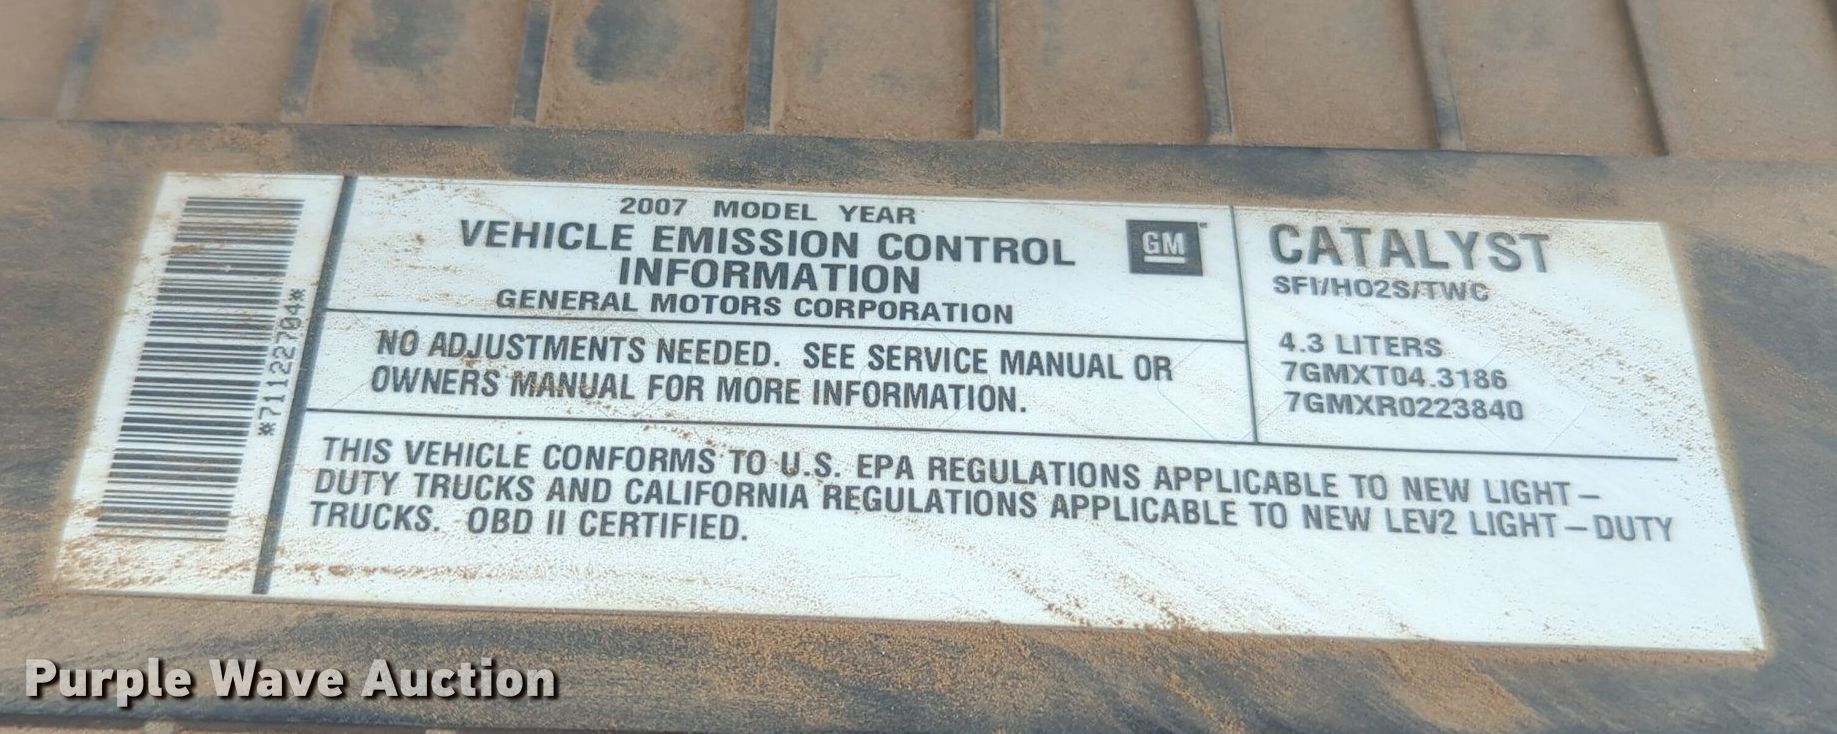 *711222704*
2007 MODEL YEAR
VEHICLE EMISSION CONTROL
INFORMATION
GENERAL MOTORS CORPORATION
GM
CATALYST
SFI/HO2S/TWC
4.3 LITERS
7GMXT04.3186
7GMXR0223840
NO ADJUSTMENTS NEEDED. SEE SERVICE MANUAL OR
OWNERS MANUAL FOR MORE INFORMATION.
THIS VEHICLE CONFORMS TO U.S. EPA REGULATIONS APPLICABLE TO NEW LIGHT-
DUTY TRUCKS AND CALIFORNIA REGULATIONS APPLICABLE TO NEW LEV2 LIGHT-DUTY
TRUCKS. OBD II CERTIFIED.
Purple Wave Auction